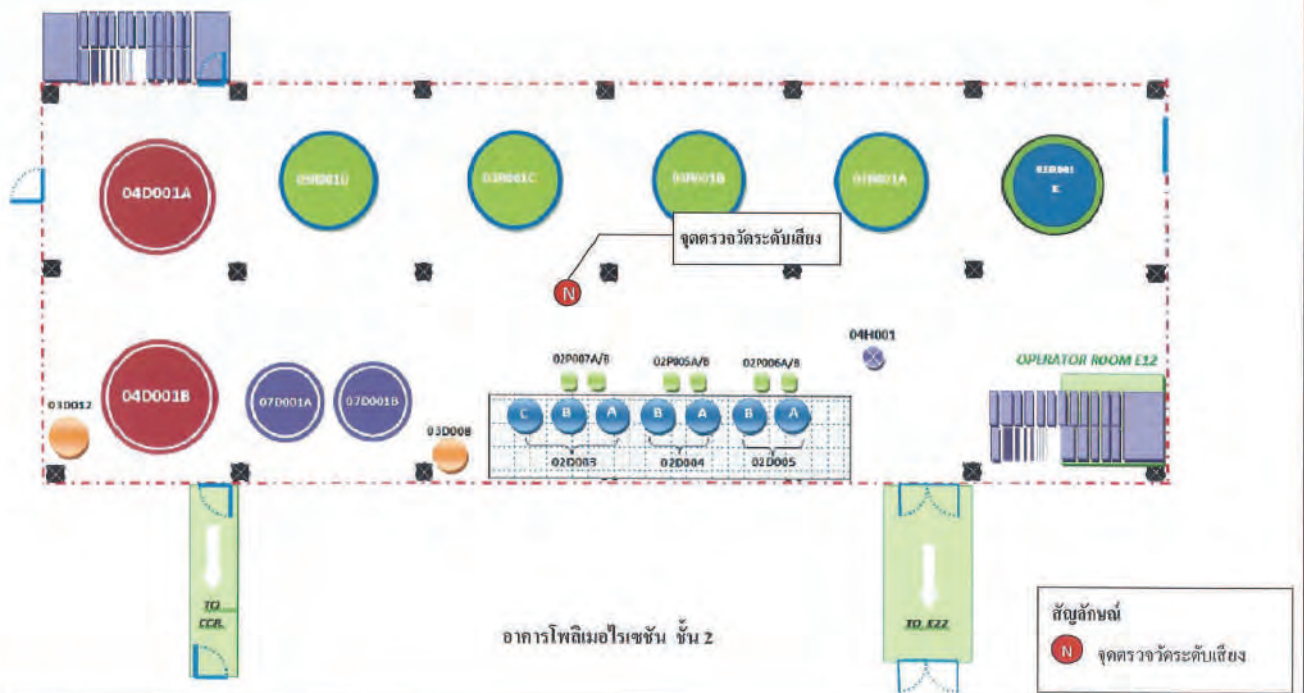 04D001A
03R001C
จุดตรวจวัดระดับเสียง
N
04H001
02P007A/B
02P005A/B
02P006A/B
OPERATOR ROOM E12
04D001B
07D001A
07D001B
03D012
03D008
C
B
A
B
A
B
A
02D003
02D004
02D005
TO
CCR.
TO E22
อาคารโพลิเมอไรเซชัน ชั้น 2
สัญลักษณ์
N
จุดตรวจวัดระดับเสียง